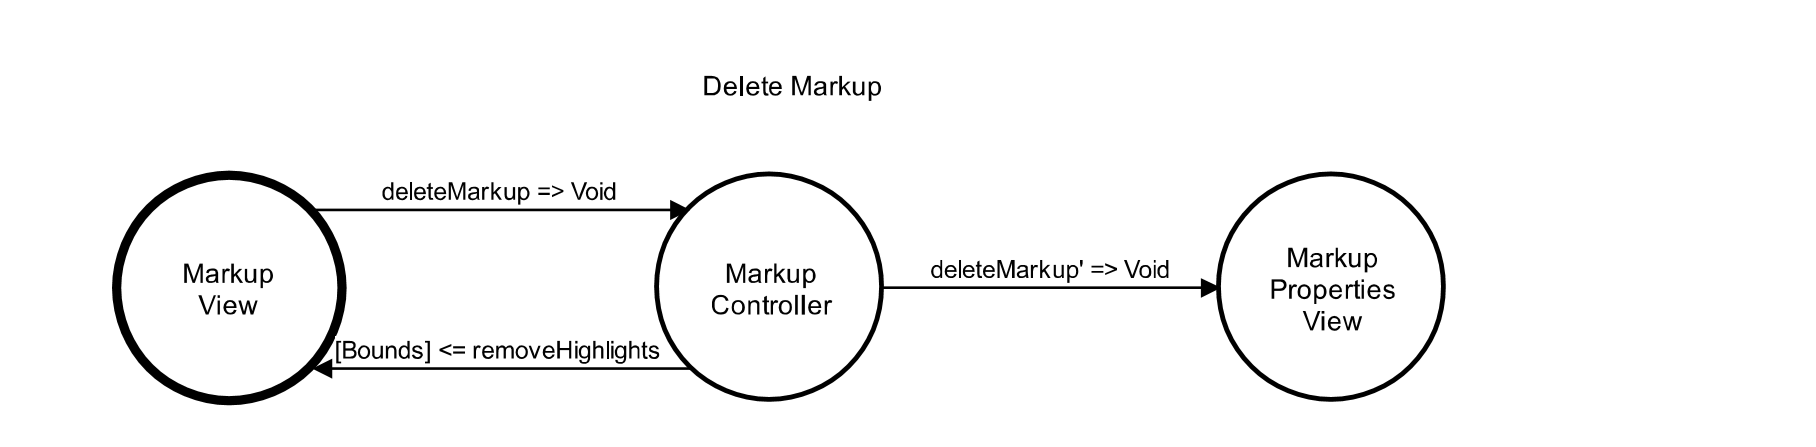 Delete Markup
deleteMarkup => Void
Markup
View
Markup
Controller
deleteMarkup' => Void
Markup
Properties
View
[Bounds] <= removeHighlights